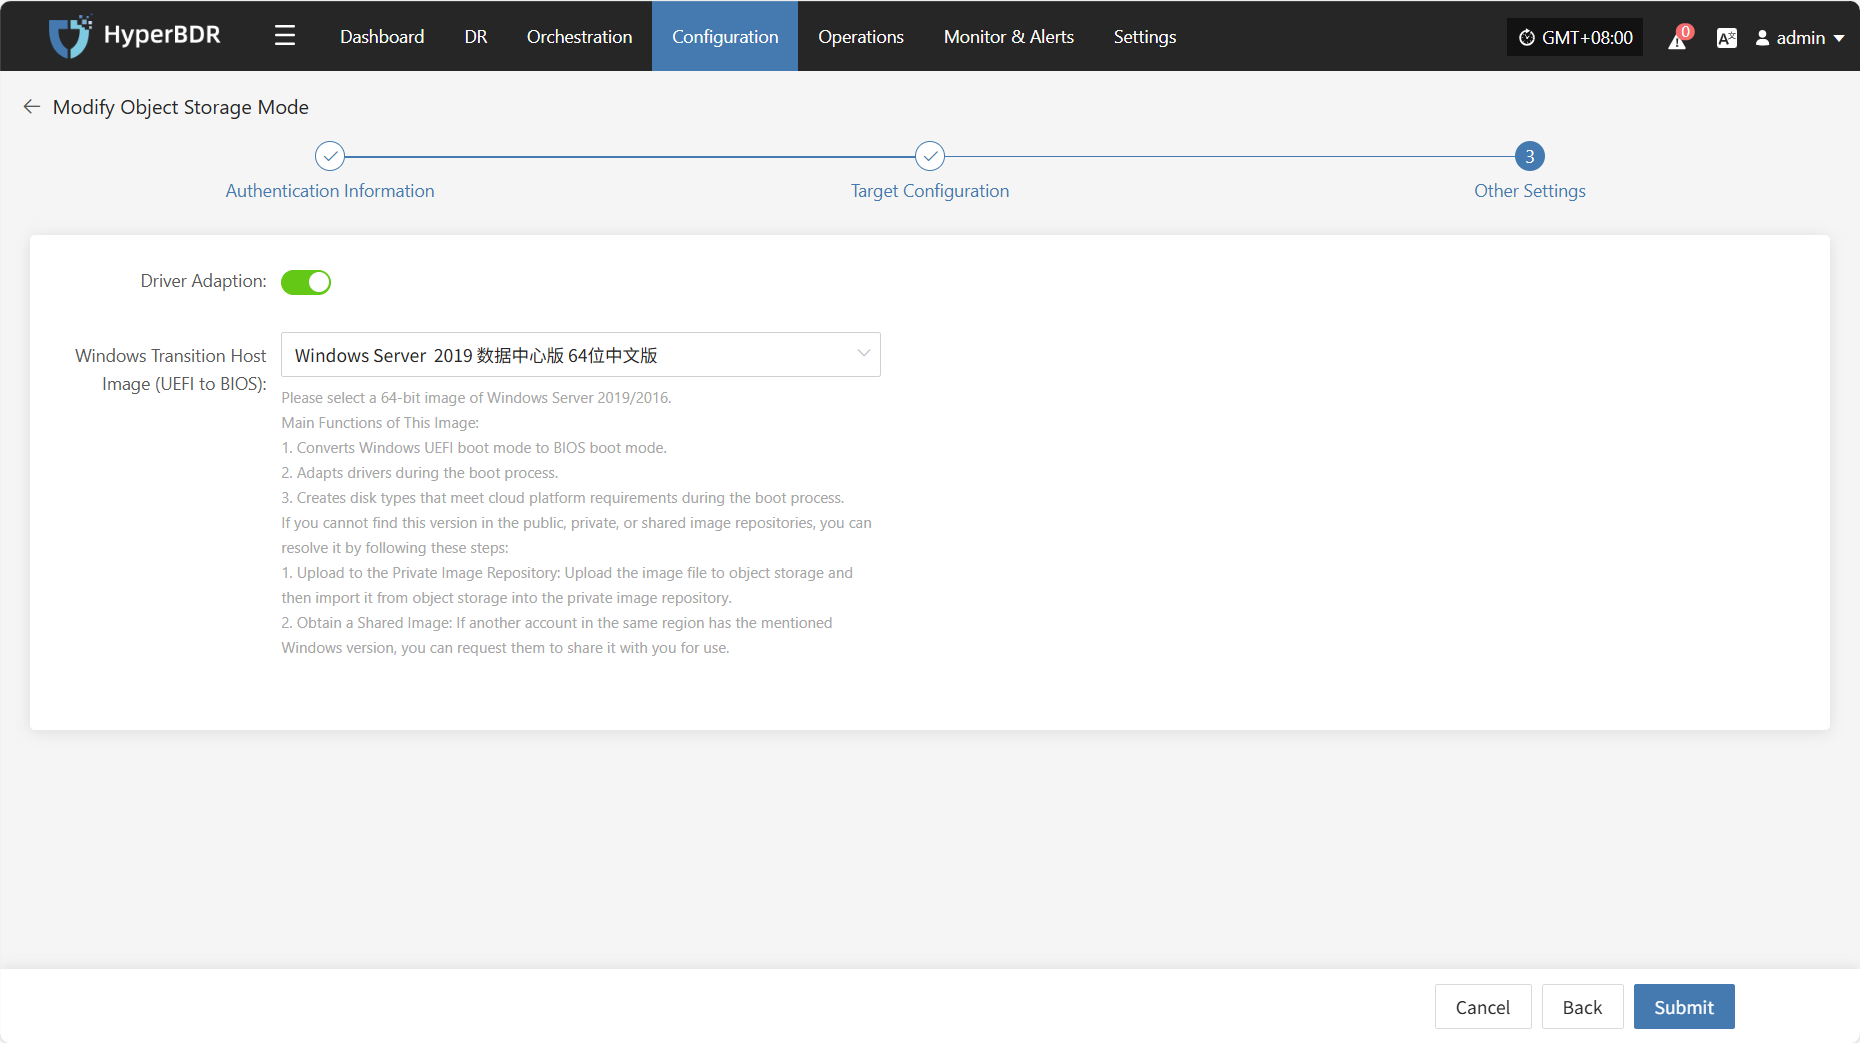 HyperBDR
Dashboard
DR
Orchestration
Configuration
Operations
Monitor & Alerts
Settings
GMT+08:00
0
admin
Modify Object Storage Mode
3
Authentication Information
Target Configuration
Other Settings
Driver Adaption:
Windows Transition Host
Image (UEFI to BIOS):
Windows Server 2019 数据中心版 64位中文版
Please select a 64-bit image of Windows Server 2019/2016.
Main Functions of This Image:
1. Converts Windows UEFI boot mode to BIOS boot mode.
2. Adapts drivers during the boot process.
3. Creates disk types that meet cloud platform requirements during the boot process.
If you cannot find this version in the public, private, or shared image repositories, you can
resolve it by following these steps:
1. Upload to the Private Image Repository: Upload the image file to object storage and
then import it from object storage into the private image repository.
2. Obtain a Shared Image: If another account in the same region has the mentioned
Windows version, you can request them to share it with you for use.
Cancel
Back
Submit